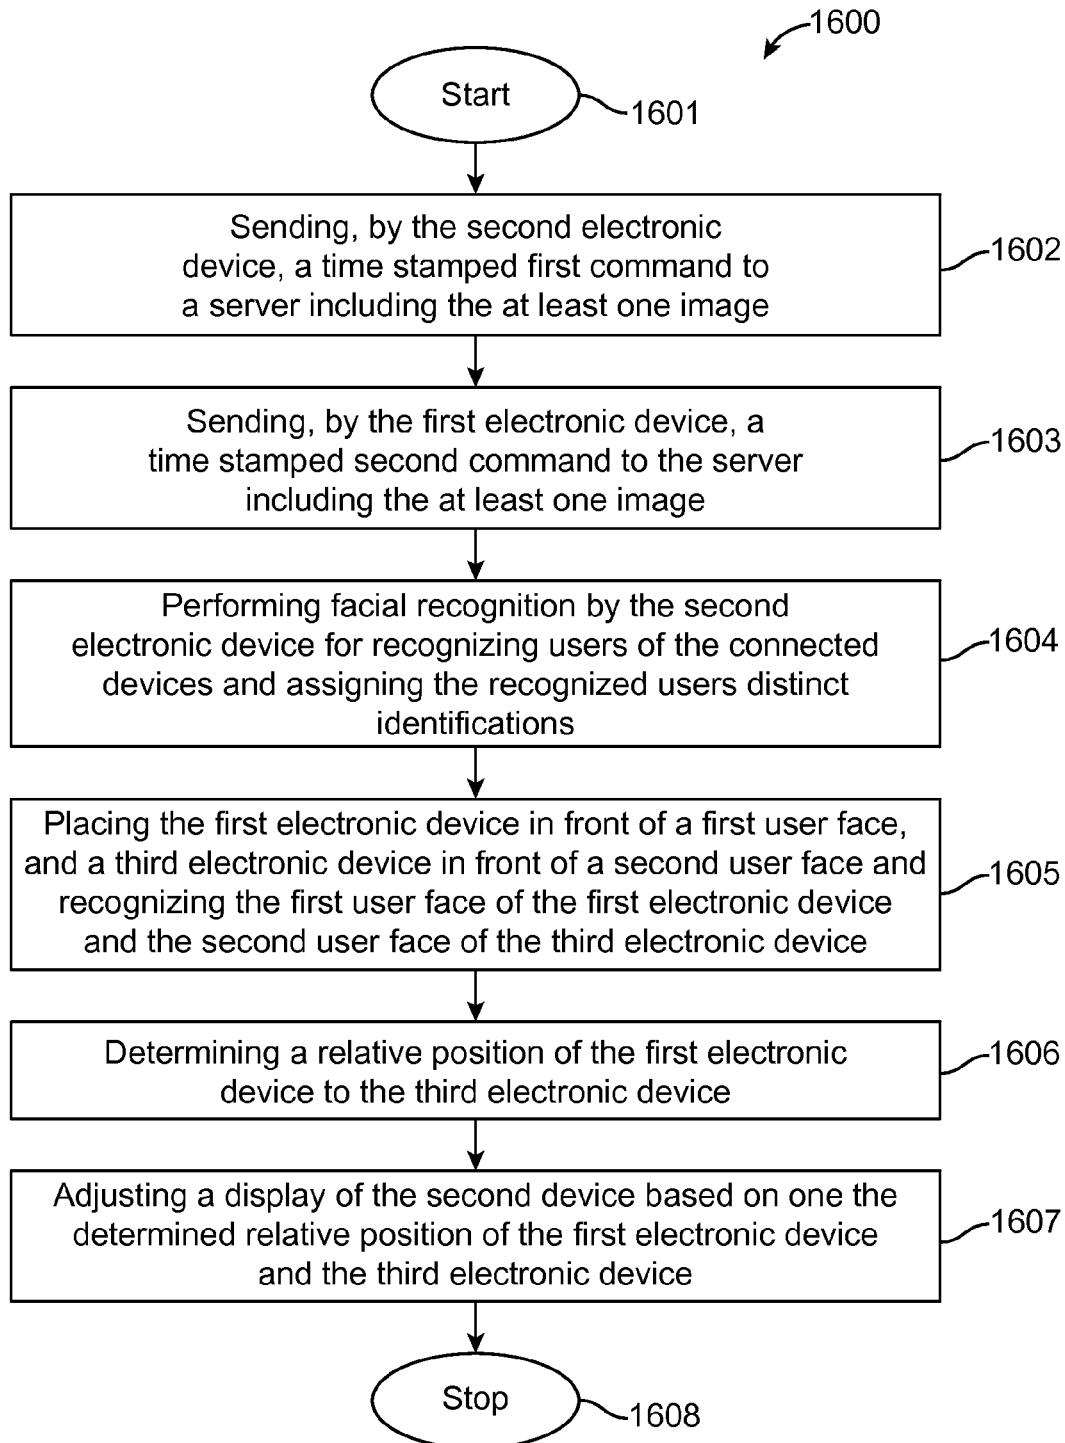 1600
Start
1601
Sending, by the second electronic
device, a time stamped first command to
a server including the at least one image
1602
Sending, by the first electronic device, a
time stamped second command to the server
including the at least one image
1603
Performing facial recognition by the second
electronic device for recognizing users of the connected
devices and assigning the recognized users distinct
identifications
1604
Placing the first electronic device in front of a first user face,
and a third electronic device in front of a second user face and
recognizing the first user face of the first electronic device
and the second user face of the third electronic device
1605
Determining a relative position of the first electronic
device to the third electronic device
1606
Adjusting a display of the second device based on one the
determined relative position of the first electronic device
and the third electronic device
1607
Stop
1608